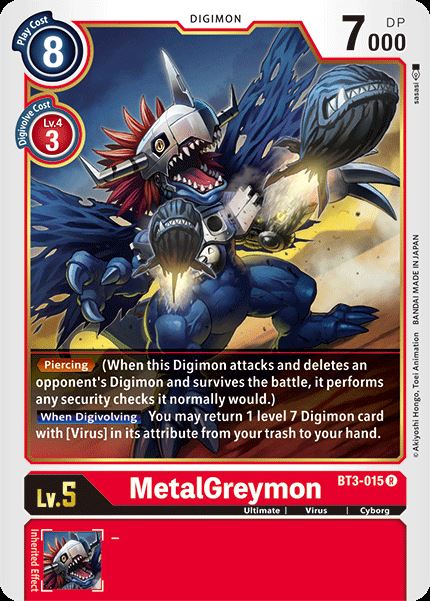 Play Cost
8
DIGIMON
7000
DP
Digivolve Cost
Lv.4
3
sasasi
Piercing (When this Digimon attacks and deletes an
opponent's Digimon and survives the battle, it performs
any security checks it normally would.)
When Digivolving You may return 1 level 7 Digimon card
with [Virus] in its attribute from your trash to your hand.
© Akiyoshi Hongo, Toei Animation BANDAI MADE IN JAPAN
Lv.5
MetalGreymon
BT3-015 R
Ultimate | Virus | Cyborg
Inherited Effect
–